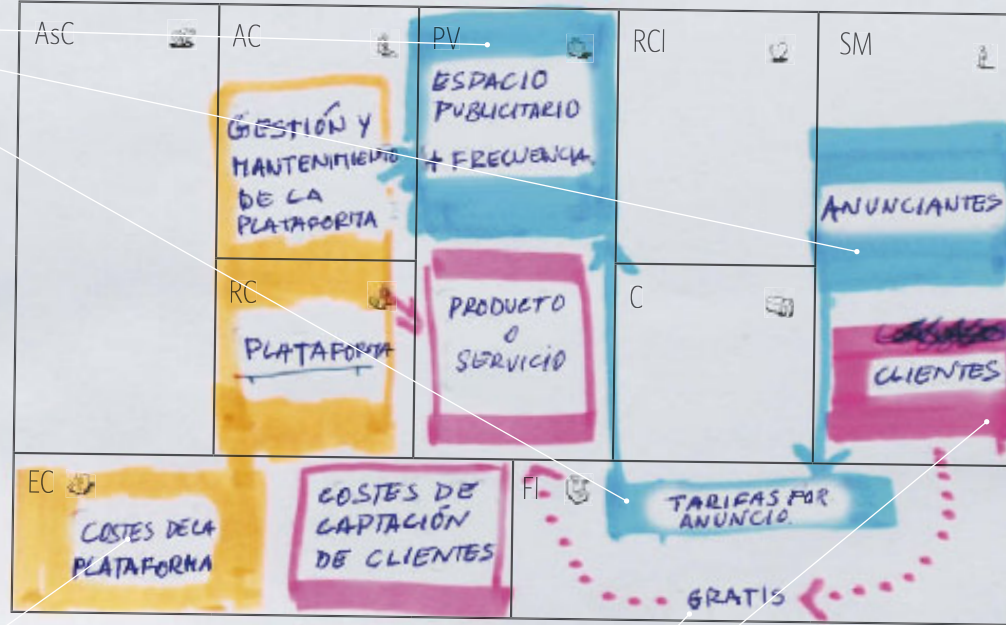 AsC
AC
GESTIÓN Y
MANTENIMIENTO
DE LA
PLATAFORMA
RC
PLATAFORMA
PV
ESPACIO
PUBLICITARIO
+ FRECUENCIA.
PRODUCTO
O
SERVICIO
RCl
C
SM
ANUNCIANTES
CLIENTES
EC
COSTES DE LA
PLATAFORMA
COSTES DE
CAPTACIÓN
DE CLIENTES
FI
TARIFAS POR
ANUNCIO.
GRATIS